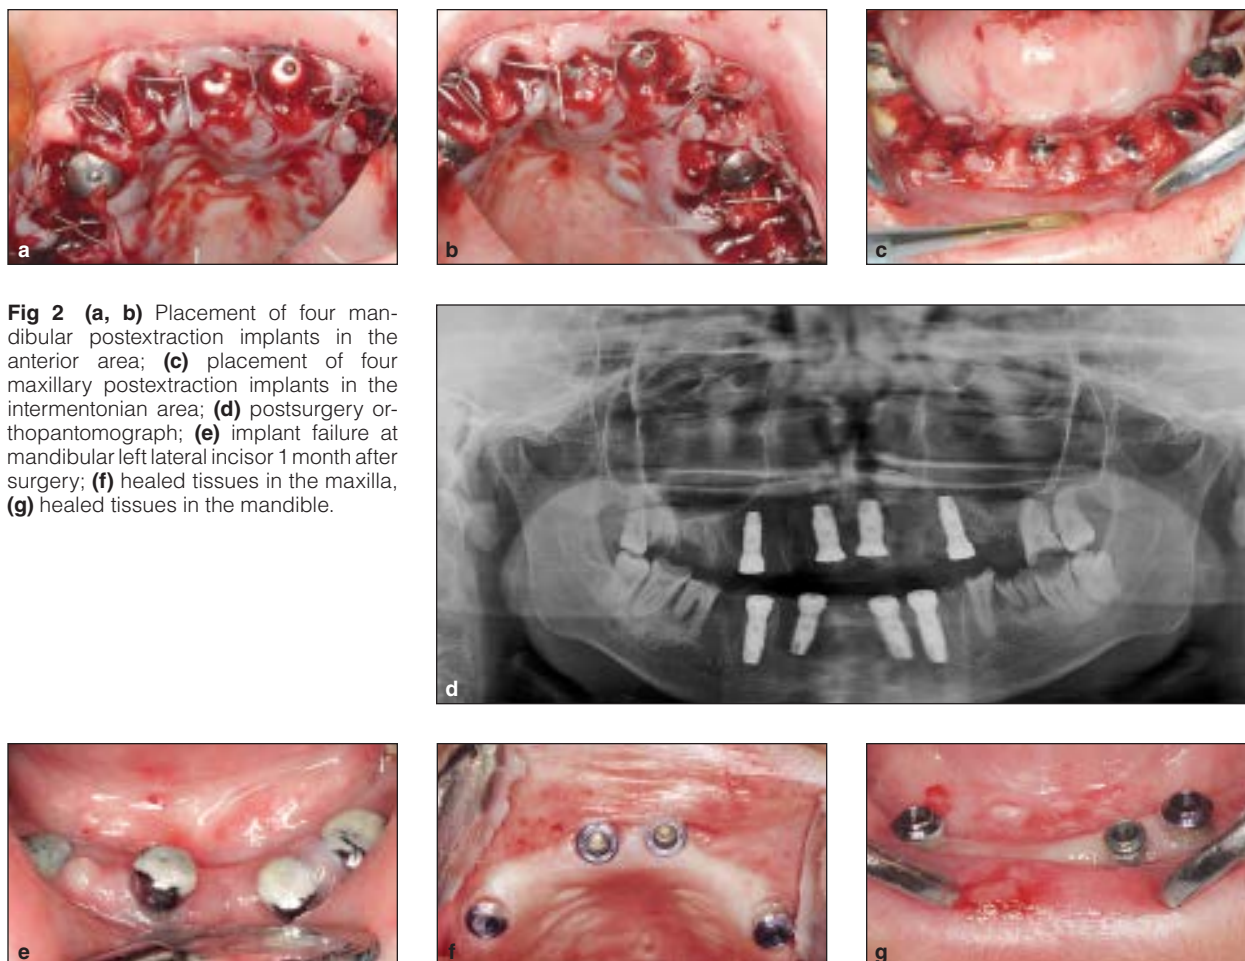 a
b
c
Fig 2 (a, b) Placement of four man-
dibular postextraction implants in the
anterior area; (c) placement of four
maxillary postextraction implants in the
intermentonian area; (d) postsurgery or-
thopantomograph; (e) implant failure at
mandibular left lateral incisor 1 month after
surgery; (f) healed tissues in the maxilla,
(g) healed tissues in the mandible.
d
e
f
g